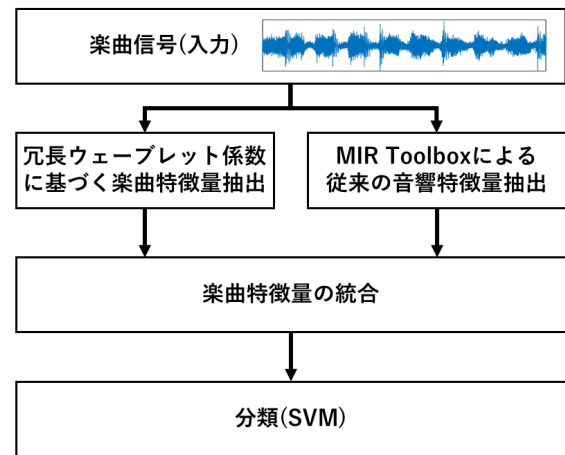 楽曲信号(入力)
冗長ウェーブレット係数
に基づく楽曲特徴量抽出
MIR Toolboxによる
従来の音響特徴量抽出
楽曲特徴量の統合
分類(SVM)